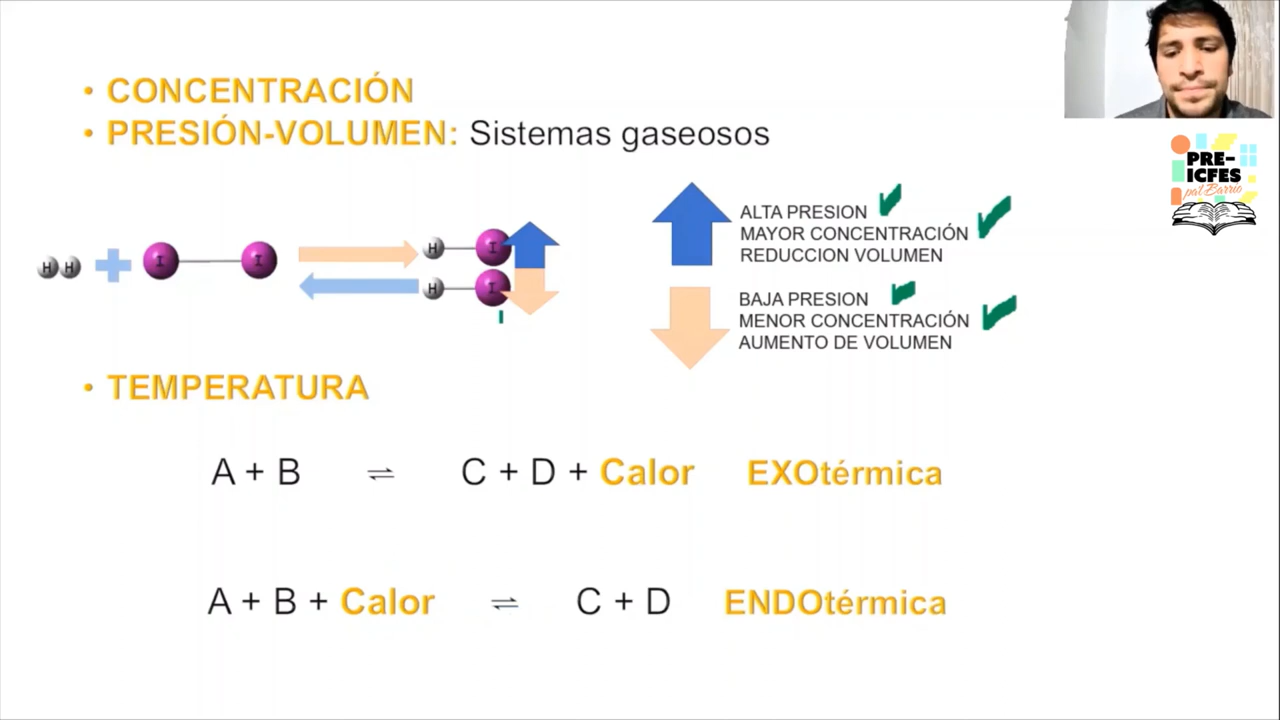 • CONCENTRACIÓN
• PRESIÓN-VOLUMEN: Sistemas gaseosos
PRE-
ICFES
pa'l Barrio
H H + I I H I
H I
ALTA PRESION
MAYOR CONCENTRACIÓN
REDUCCION VOLUMEN
BAJA PRESION
MENOR CONCENTRACIÓN
AUMENTO DE VOLUMEN
• TEMPERATURA
A + B ⇌ C + D + Calor EXOtérmica
A + B + Calor ⇌ C + D ENDOtérmica